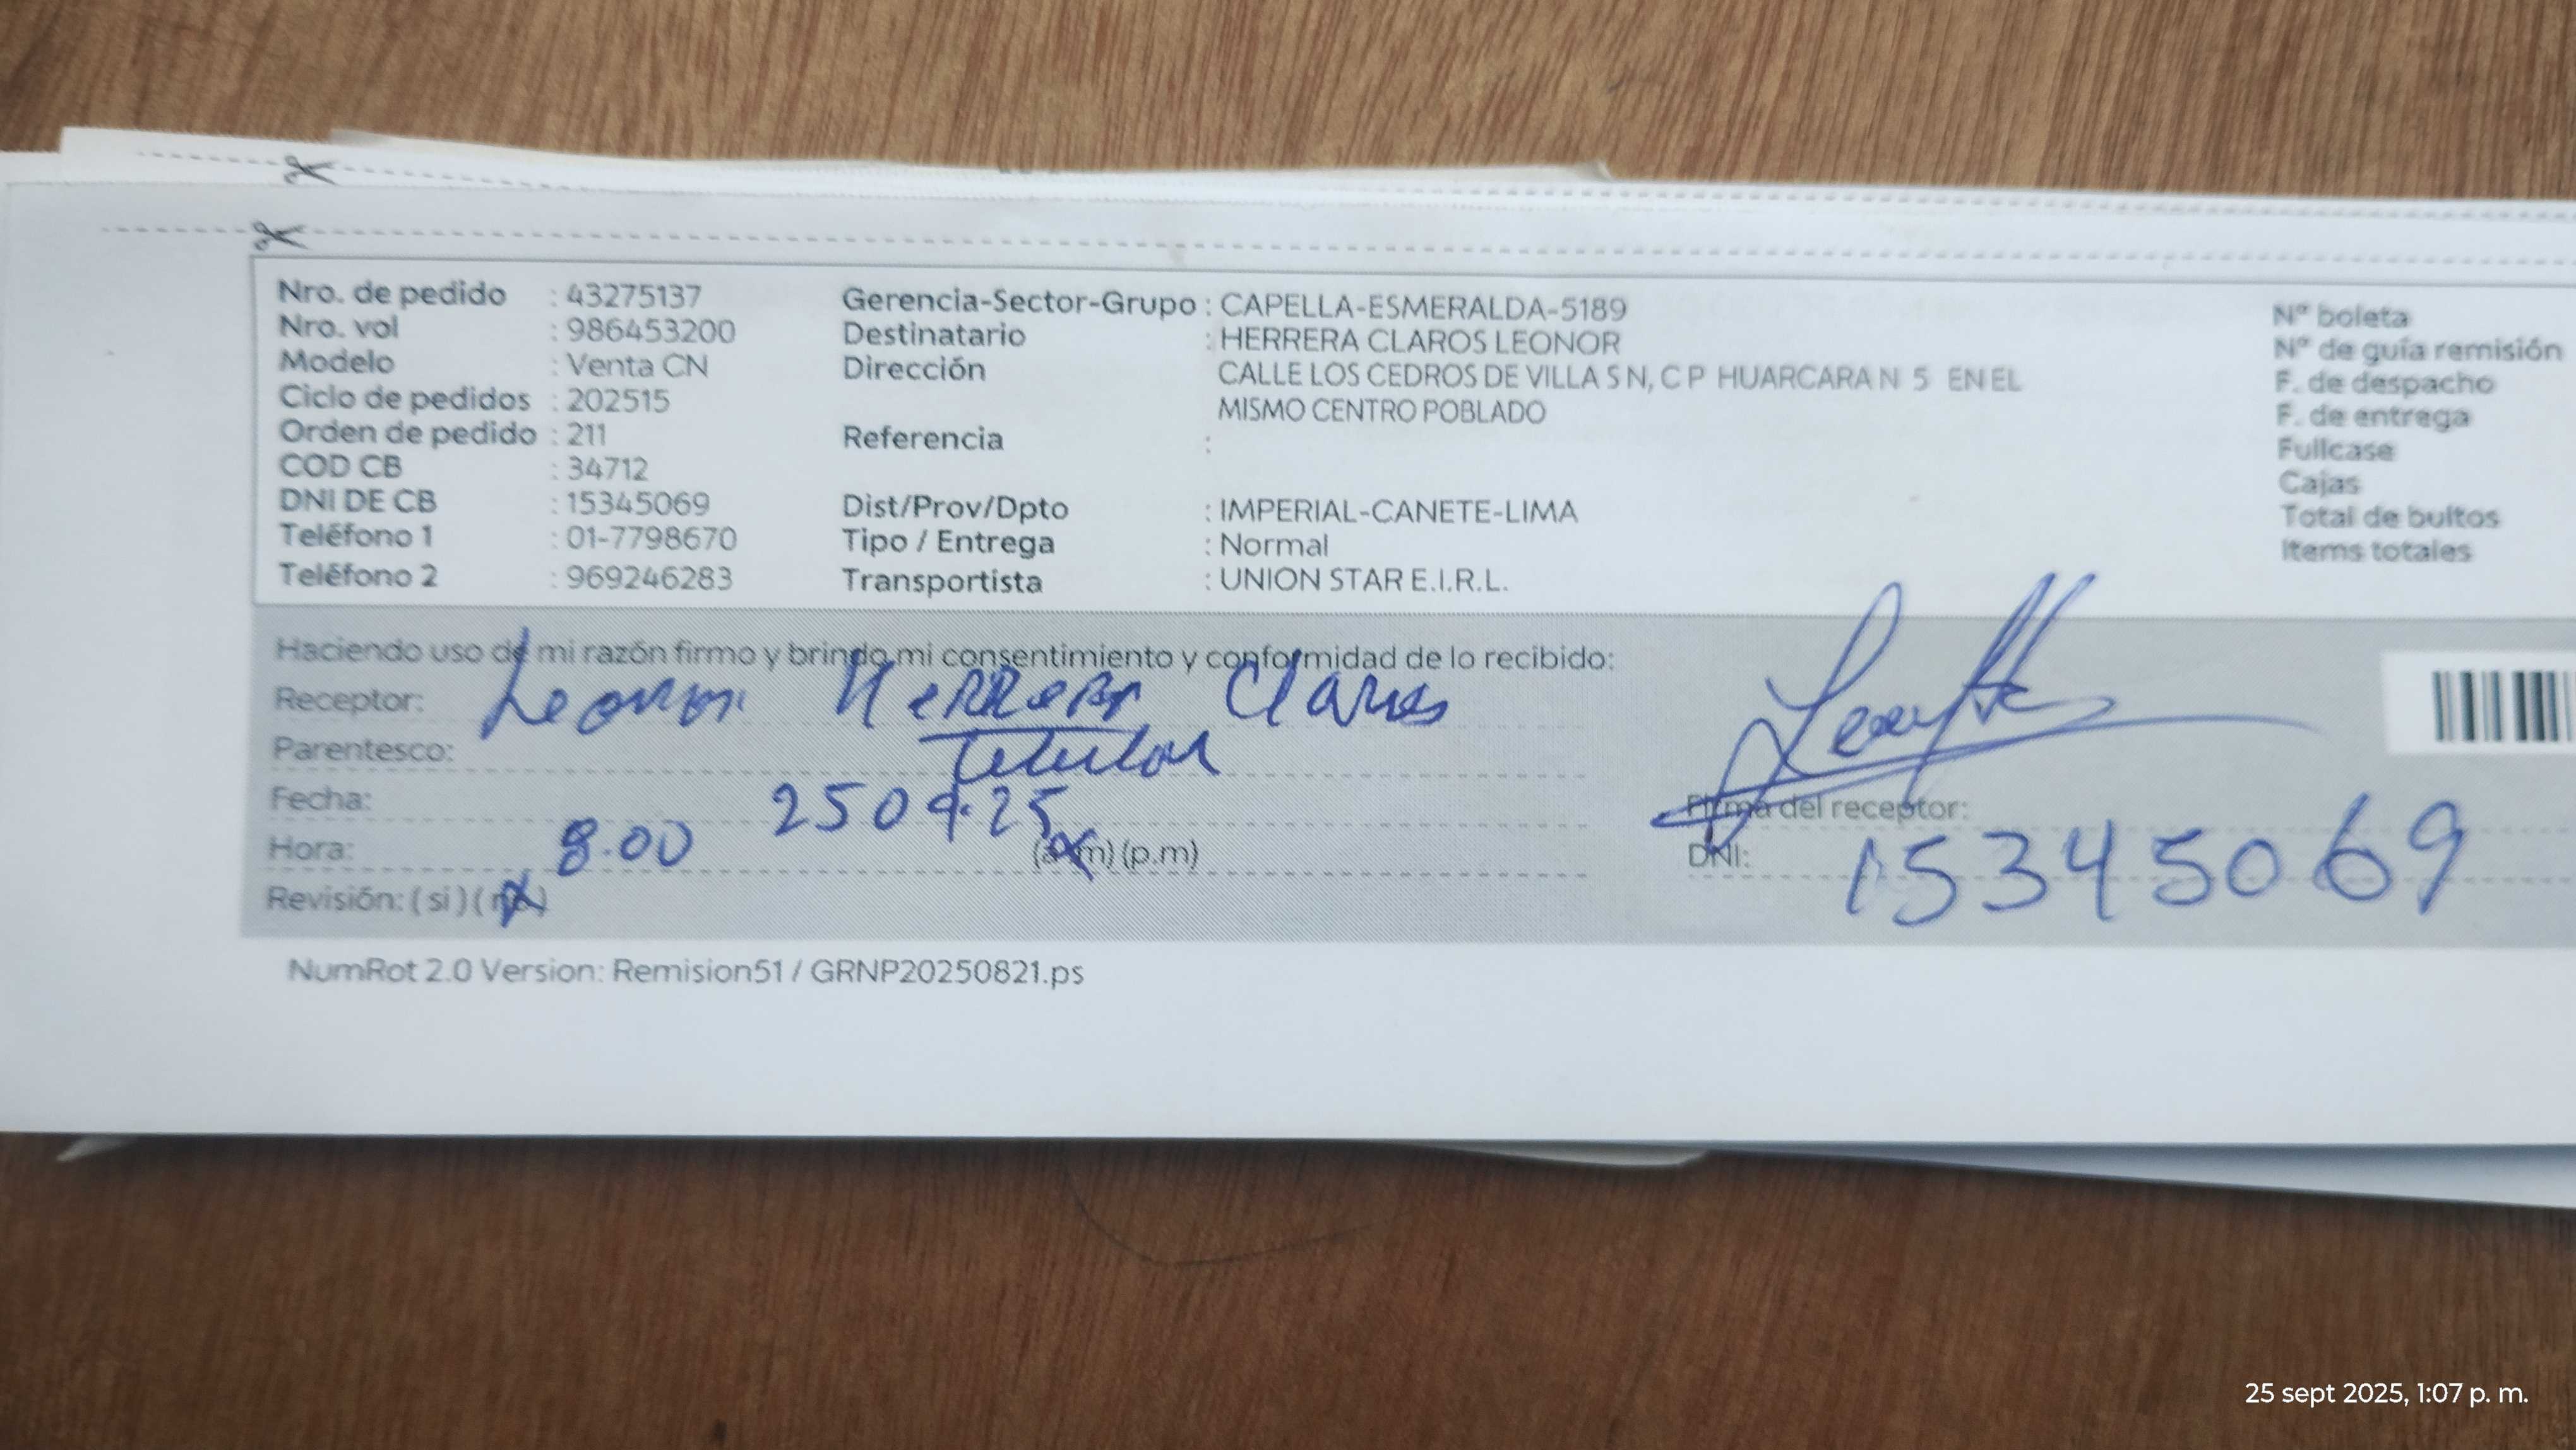 Nro. de pedido : 43275137
Nro. vol : 986453200
Modelo : Venta CN
Ciclo de pedidos : 202515
Orden de pedido : 211
COD CB : 34712
DNI DE CB : 15345069
Teléfono 1 : 01-7798670
Teléfono 2 : 969246283
Gerencia-Sector-Grupo : CAPELLA-ESMERALDA-5189
Destinatario : HERRERA CLAROS LEONOR
Dirección CALLE LOS CEDROS DE VILLA S N, C P HUARCARA N 5 EN EL
MISMO CENTRO POBLADO
Referencia :
Dist/Prov/Dpto : IMPERIAL-CANETE-LIMA
Tipo / Entrega : Normal
Transportista : UNION STAR E.I.R.L.
N° boleta
N° de guía remisión
F. de despacho
F. de entrega
Fullcase
Cajas
Total de bultos
Items totales
Haciendo uso de mi razón firmo y brindo mi consentimiento y conformidad de lo recibido:
Receptor: Leonor Herrera Claros
Parentesco: titular
Fecha: 2509.25
Hora: 8.00 (a.m) (p.m)
Revisión: ( si ) ( no )
Firma del receptor:
DNI: 15345069
NumRot 2.0 Version: Remision51 / GRNP20250821.ps
25 sept 2025, 1:07 p. m.